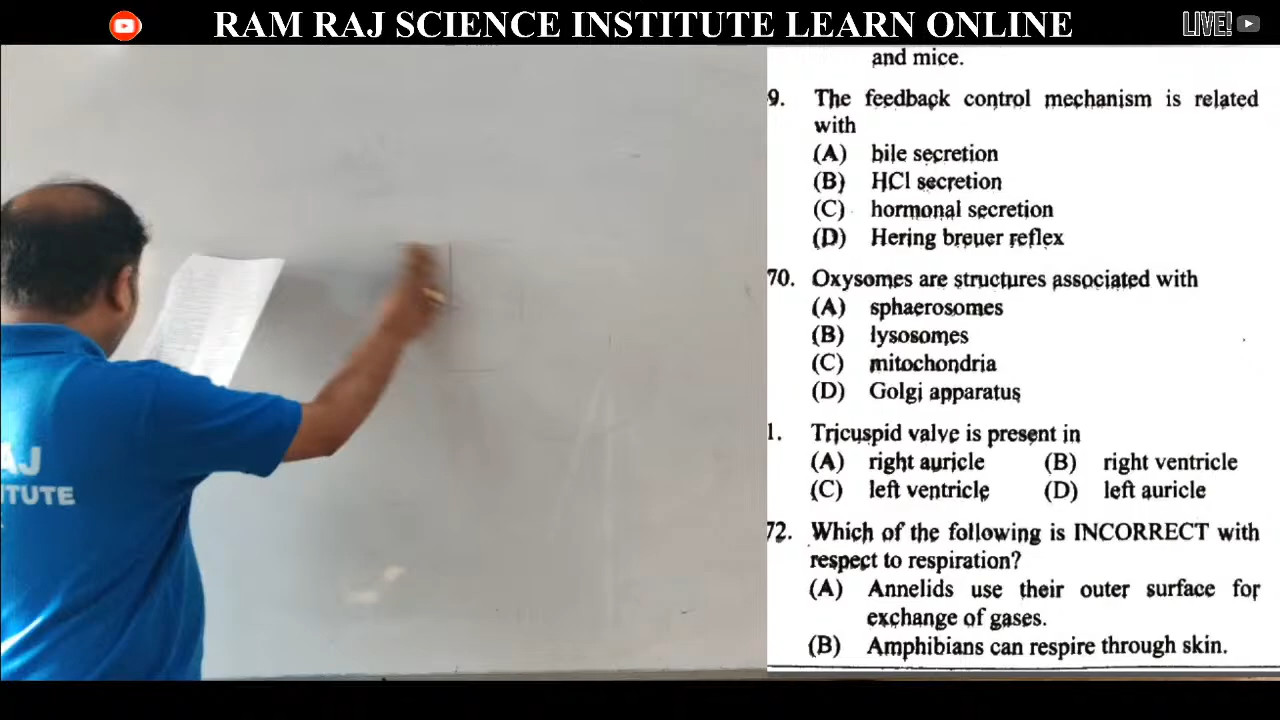 RAM RAJ SCIENCE INSTITUTE LEARN ONLINE
LIVE!
AJ
ITUTE
and mice.
9. The feedback control mechanism is related
with
(A) bile secretion
(B) HCl secretion
(C) hormonal secretion
(D) Hering breuer reflex
70. Oxysomes are structures associated with
(A) sphaerosomes
(B) lysosomes
(C) mitochondria
(D) Golgi apparatus
1. Tricuspid valve is present in
(A) right auricle (B) right ventricle
(C) left ventricle (D) left auricle
72. Which of the following is INCORRECT with
respect to respiration?
(A) Annelids use their outer surface for
exchange of gases.
(B) Amphibians can respire through skin.